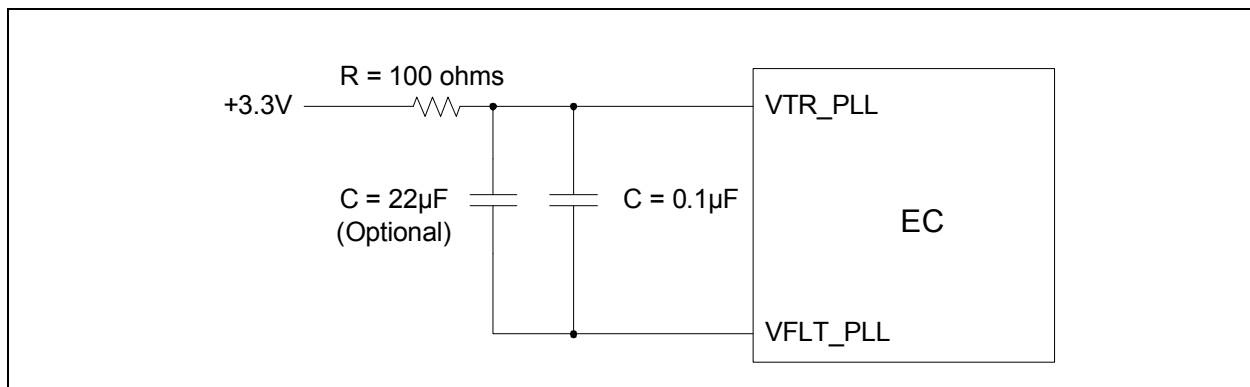 R = 100 ohms
+3.3V
VTR_PLL
C = 22µF
(Optional)
C = 0.1µF
EC
VFLT_PLL